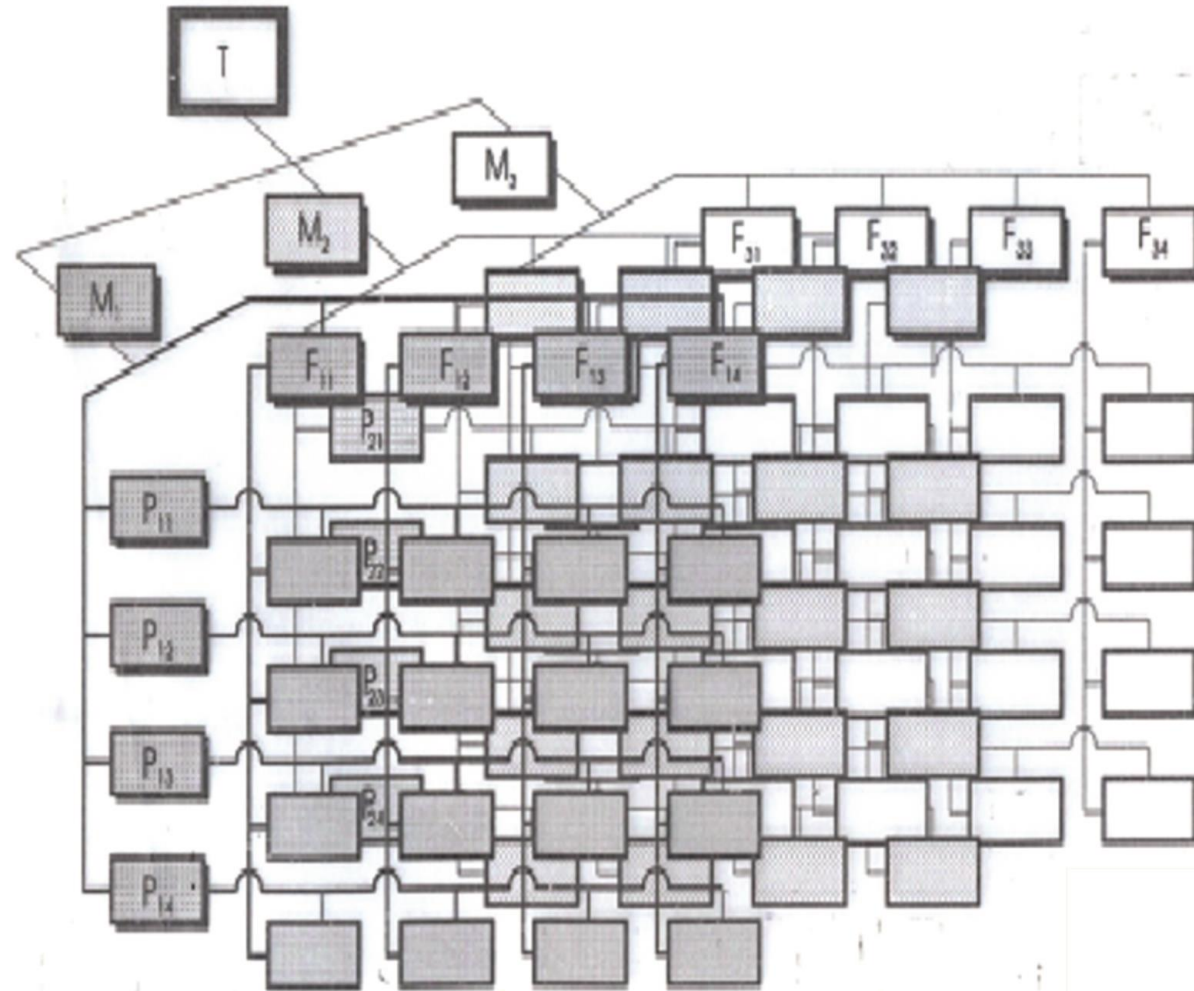 T
M₃
M₂
M₁
F₃₁ F₃₂ F₃₃ F₃₄
F₁₁ F₁₂ F₁₃ F₁₄
P₂₁
P₁₁
P₂₂
P₁₂
P₂₃
P₁₃
P₂₄
P₁₄